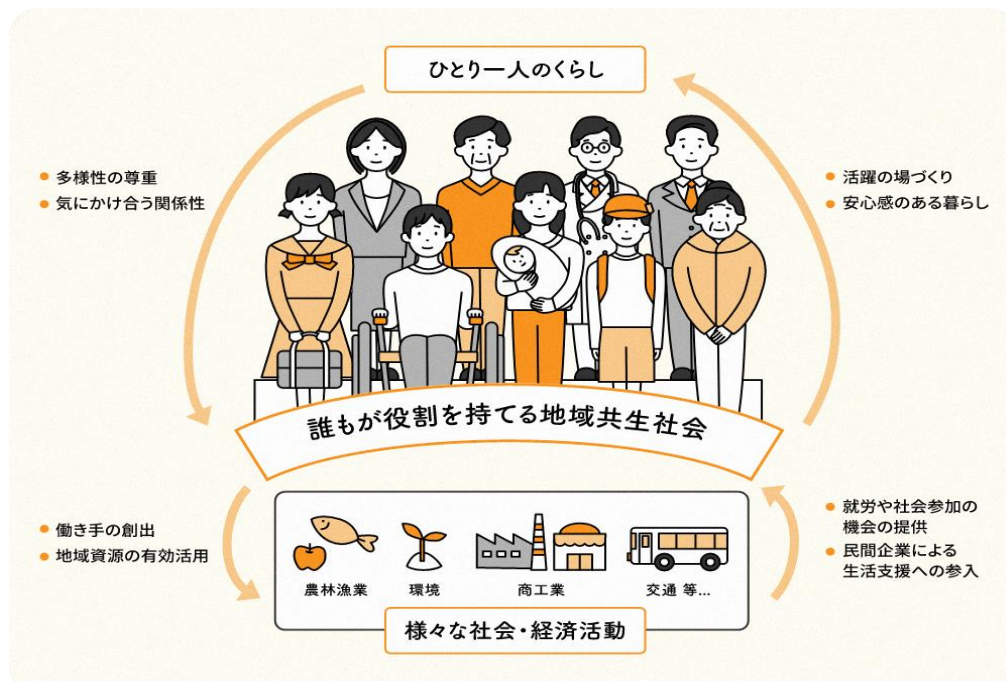 ひとり一人のくらし
多様性の尊重
気にかけ合う関係性
活躍の場づくり
安心感のある暮らし
誰もが役割を持てる地域共生社会
働き手の創出
地域資源の有効活用
就労や社会参加の
機会の提供
民間企業による
生活支援への参入
農林漁業
環境
商工業
交通 等...
様々な社会・経済活動